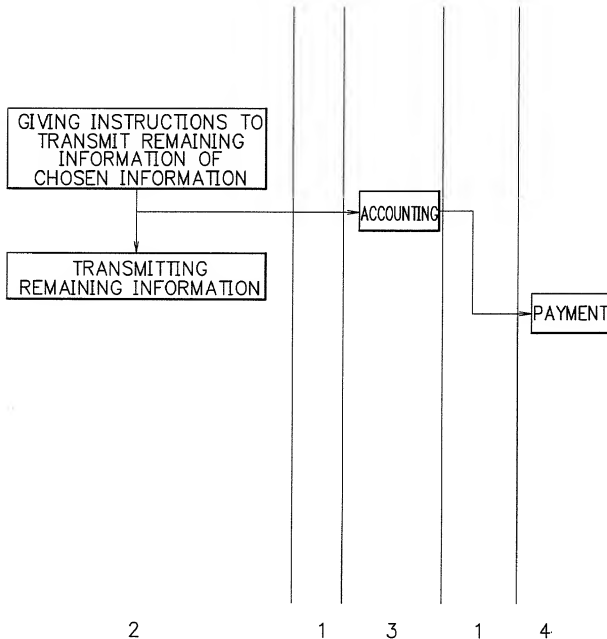 GIVING INSTRUCTIONS TO
TRANSMIT REMAINING
INFORMATION OF
CHOSEN INFORMATION
ACCOUNTING
TRANSMITTING
REMAINING INFORMATION
PAYMENT
2 1 3 1 4